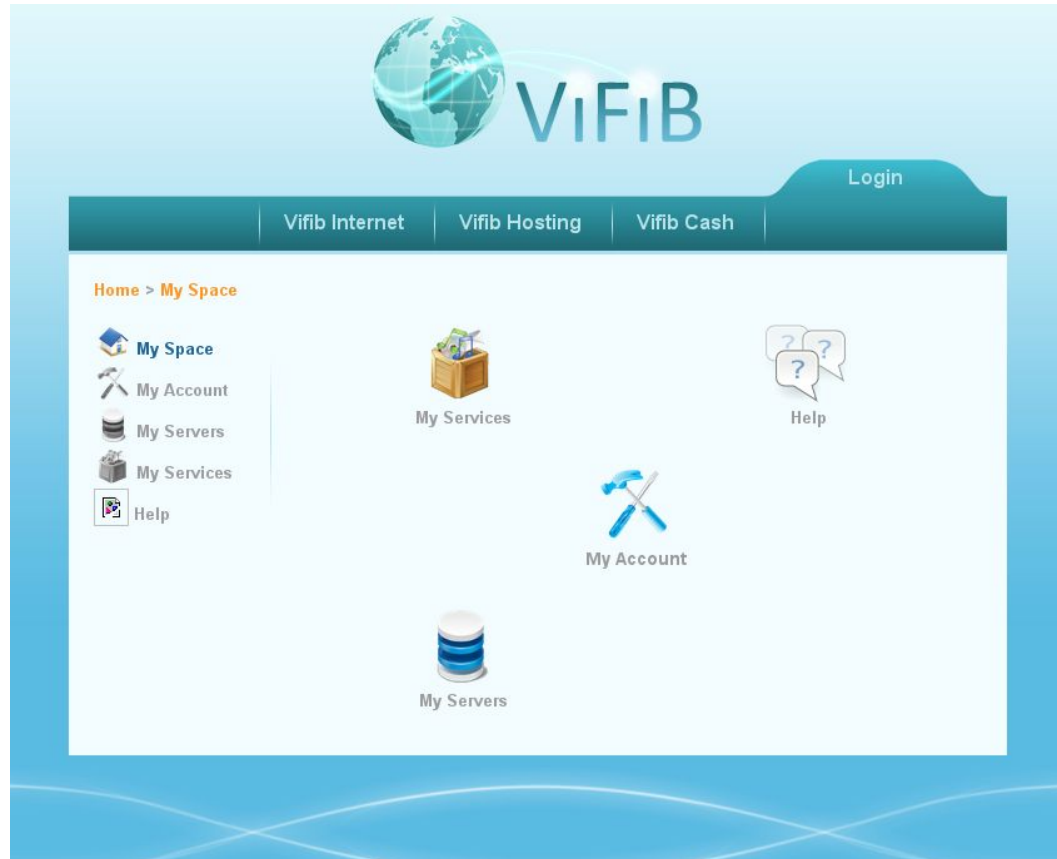 ViFiB
Login
Vifib Internet
Vifib Hosting
Vifib Cash
Home > My Space
My Space
My Account
My Servers
My Services
Help
My Services
Help
My Account
My Servers